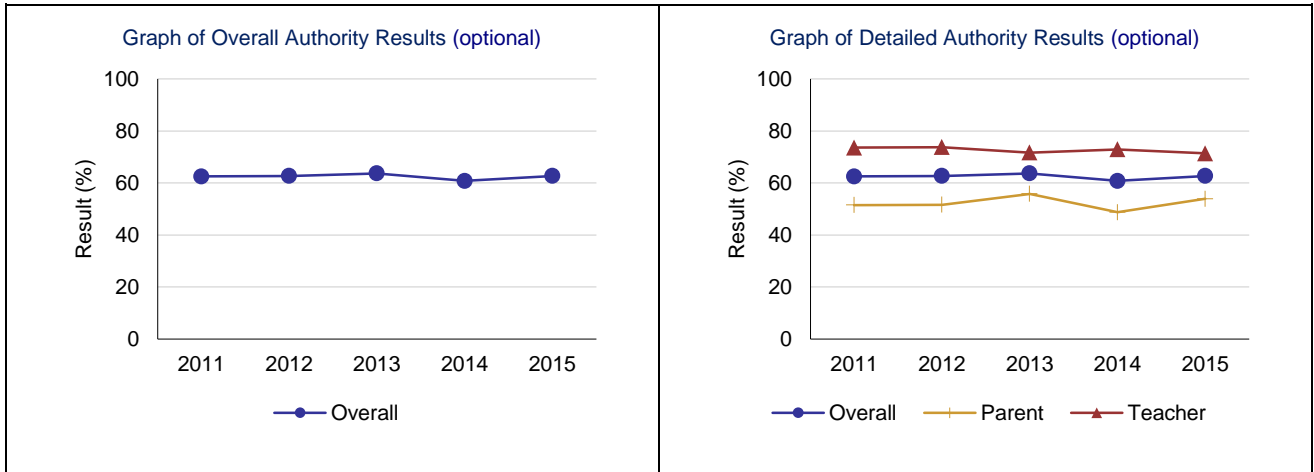 Graph of Overall Authority Results (optional)
100
80
60
40
20
0
Result (%)
2011 2012 2013 2014 2015
Overall
Graph of Detailed Authority Results (optional)
100
80
60
40
20
0
Result (%)
2011 2012 2013 2014 2015
Overall Parent Teacher